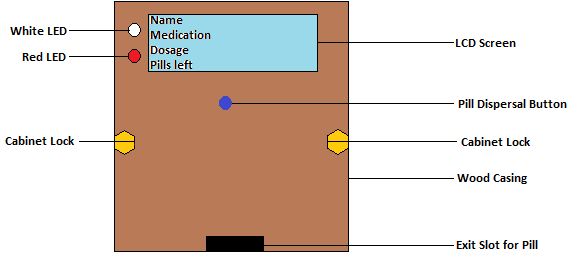 White LED
Red LED
Name
Medication
Dosage
Pills left
LCD Screen
Pill Dispersal Button
Cabinet Lock
Cabinet Lock
Wood Casing
Exit Slot for Pill